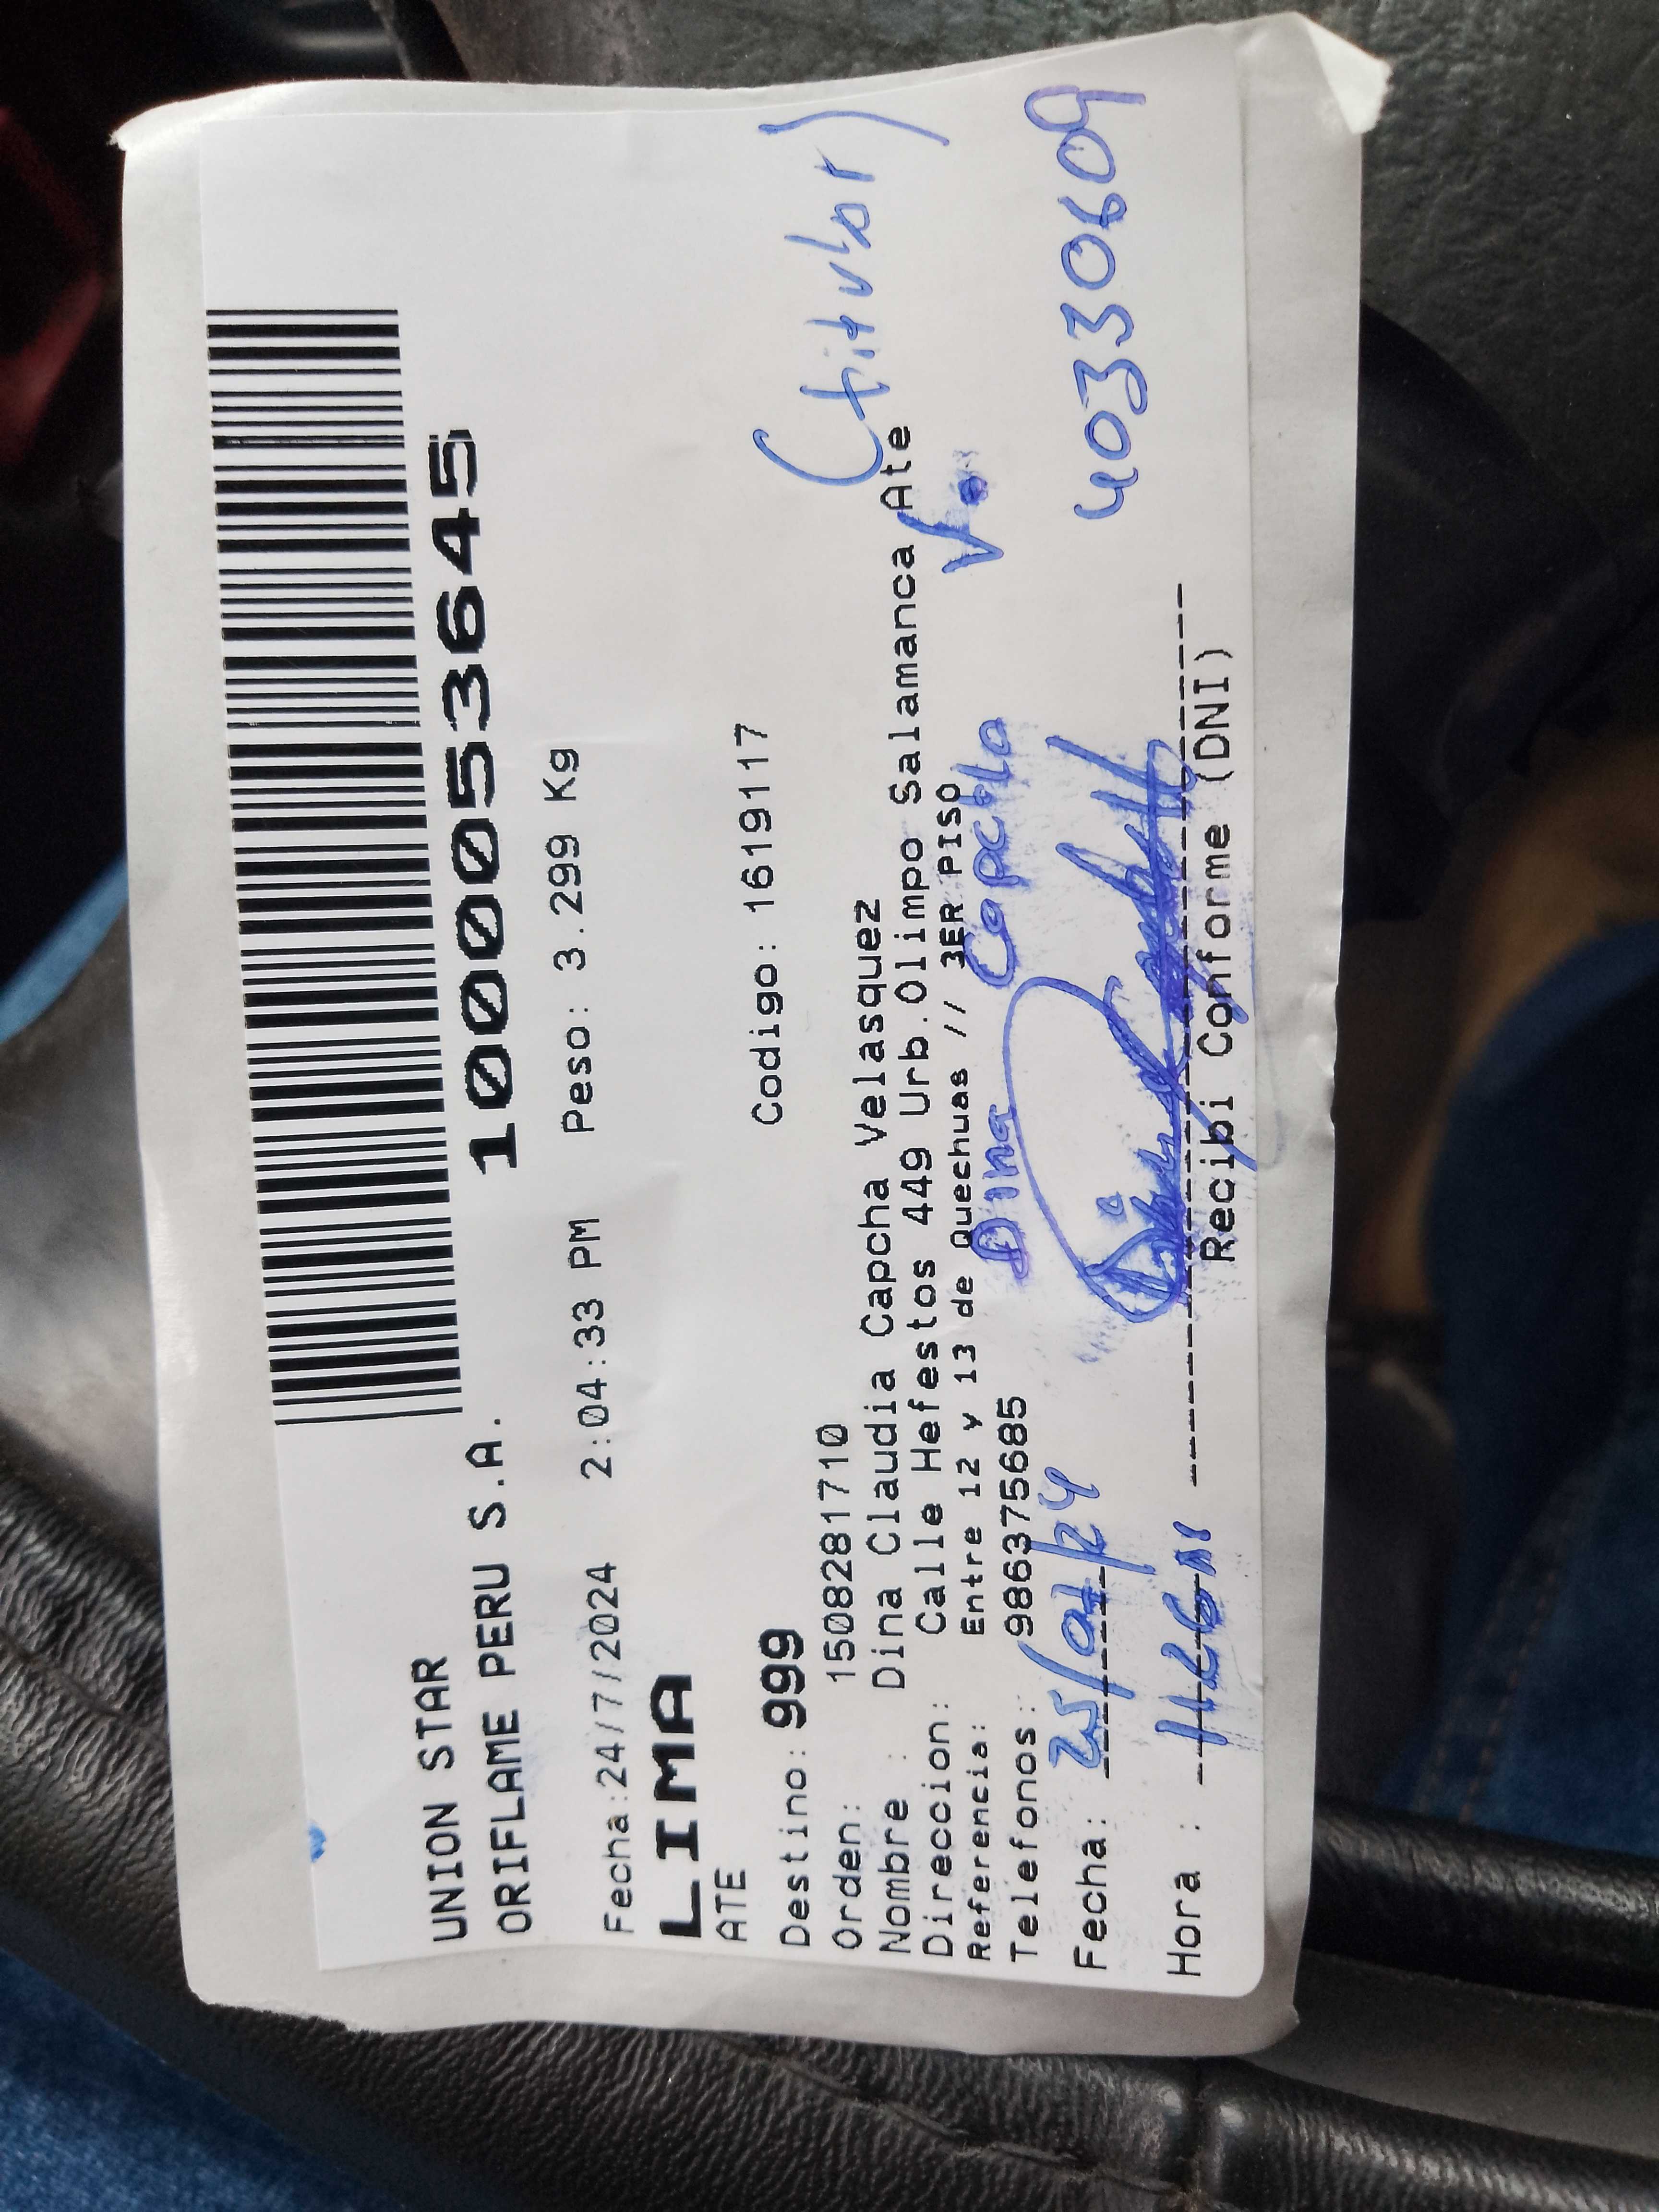 1000053645
UNION STAR
ORIFLAME PERU S.A.
Fecha:24/7/2024 2:04:33 PM Peso: 3.299 Kg
LIMA
ATE
Destino: 999 Codigo: 1619117
Orden: 1508281710
(titular)
Nombre : Dina Claudia Capcha Velasquez
Direccion: Calle Hefestos 449 Urb.Olimpo Salamanca Ate
Referencia: Entre 12 y 13 de Quechuas // 3ER PISO
Telefonos: 986375685
Dina Capcha V.
Fecha: 25/07/24
40330609
Hora :
Recibi Conforme (DNI)